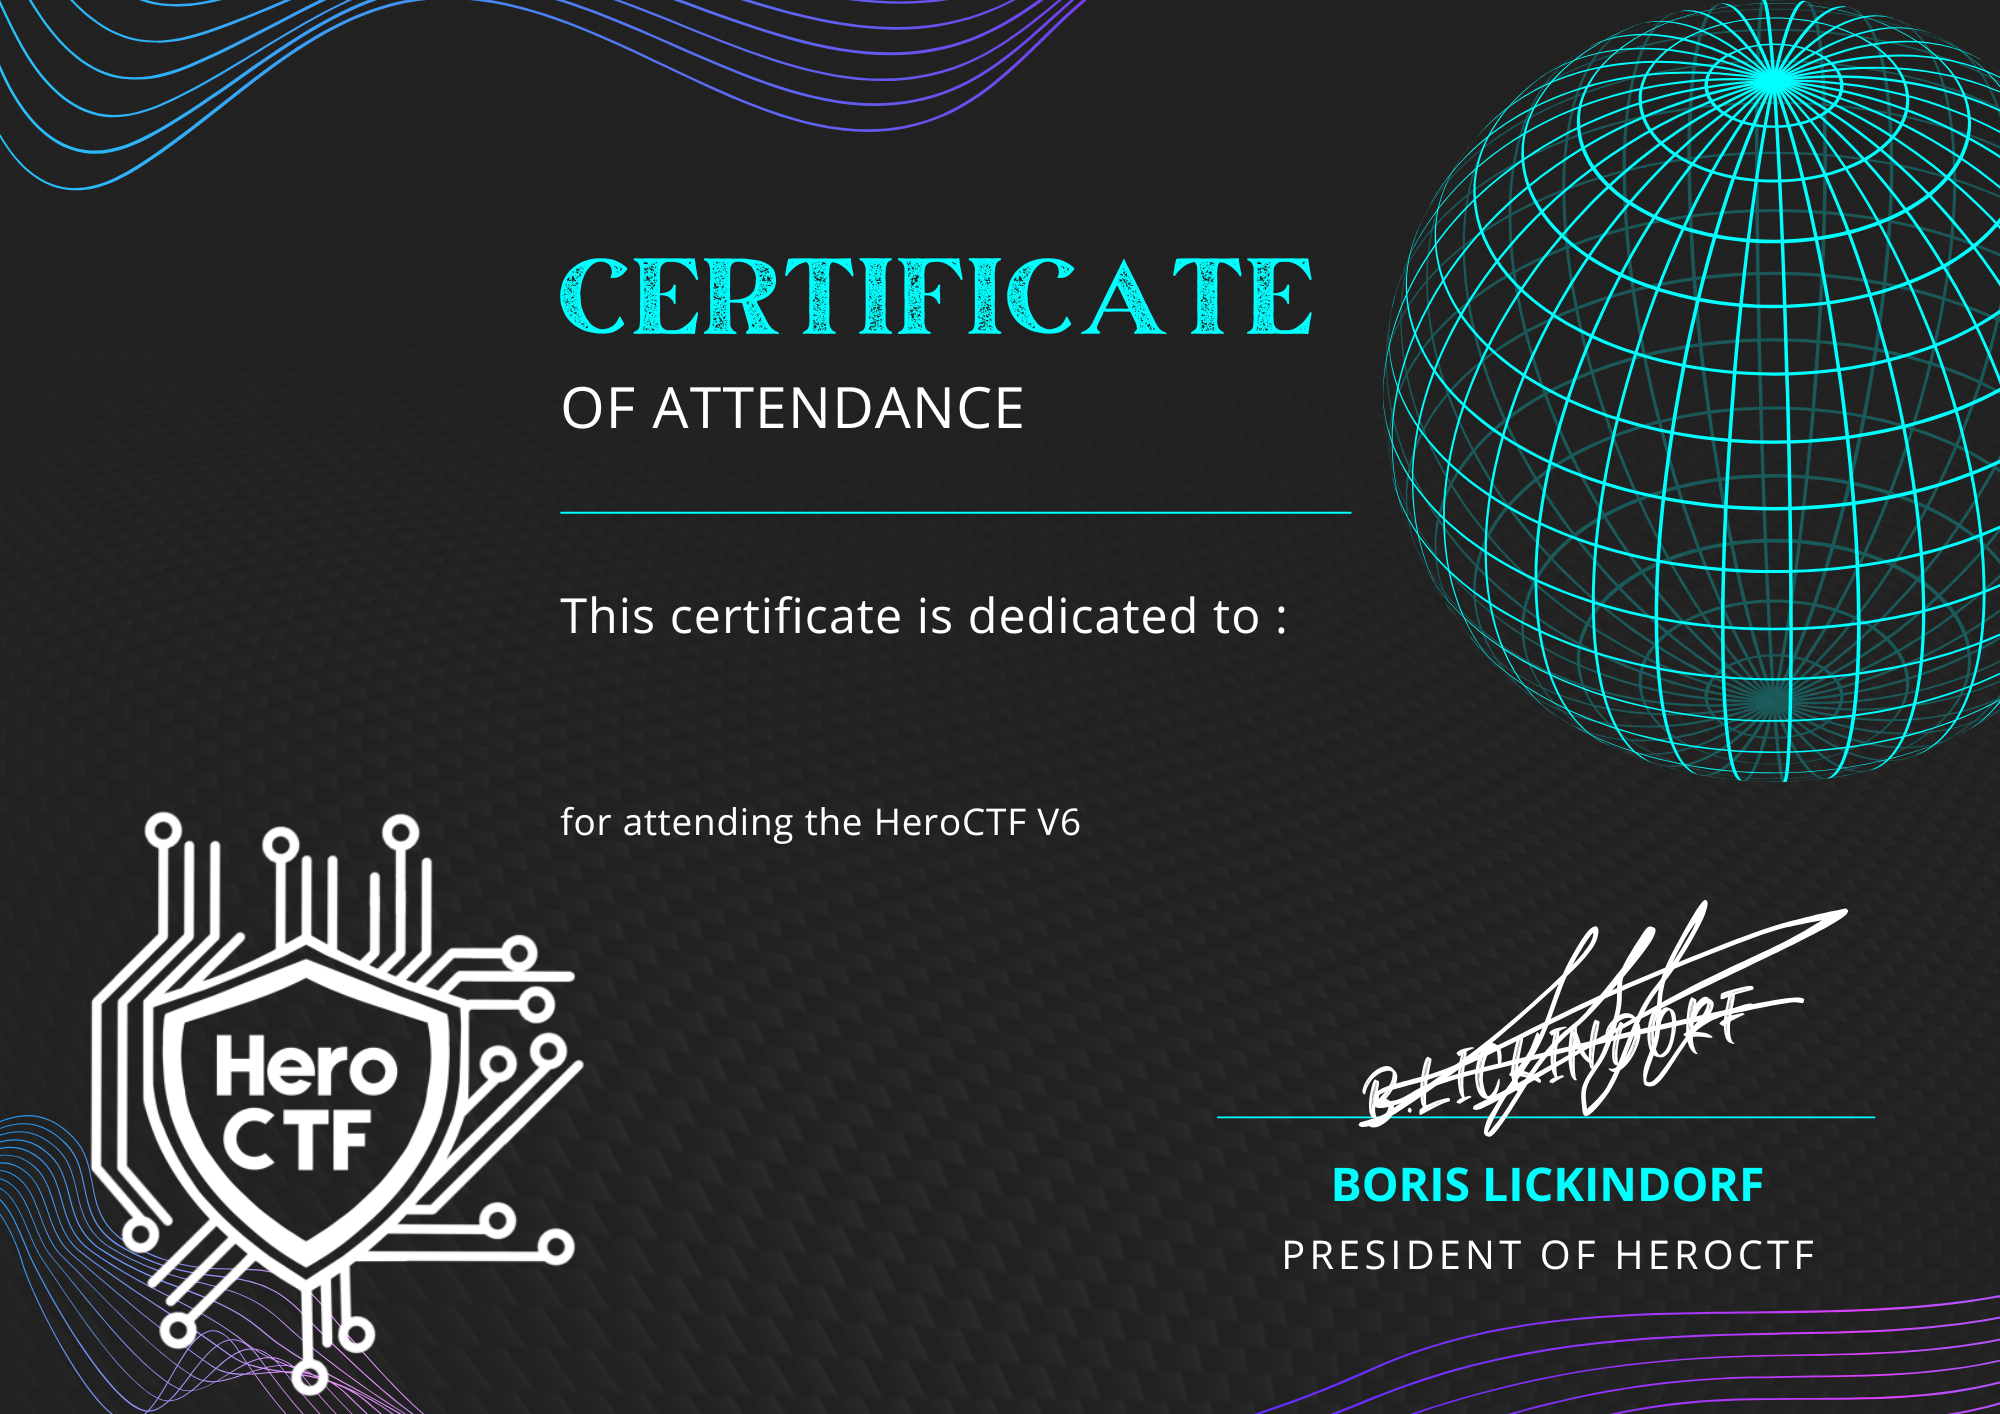 CERTIFICATE
OF ATTENDANCE
This certificate is dedicated to :
for attending the HeroCTF V6
Hero
CTF
B.LICKINDORF
BORIS LICKINDORF
PRESIDENT OF HEROCTF